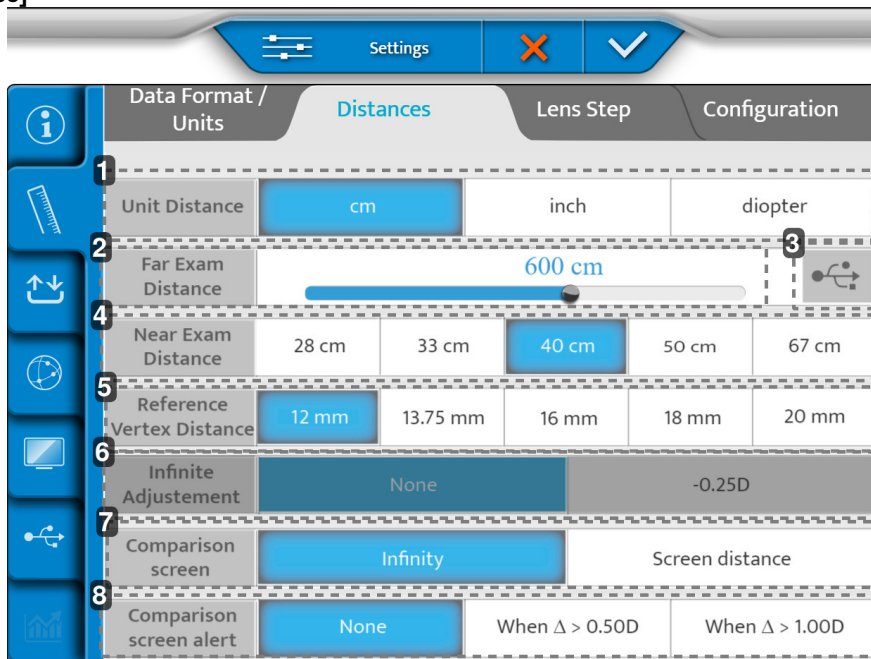 Settings
Data Format /
Units
Distances
Lens Step
Configuration
1
Unit Distance
cm
inch
diopter
2
Far Exam
Distance
600 cm
3
4
Near Exam
Distance
28 cm
33 cm
40 cm
50 cm
67 cm
5
Reference
Vertex Distance
12 mm
13.75 mm
16 mm
18 mm
20 mm
6
Infinite
Adjustement
None
-0.25D
7
Comparison
screen
Infinity
Screen distance
8
Comparison
screen alert
None
When Δ > 0.50D
When Δ > 1.00D